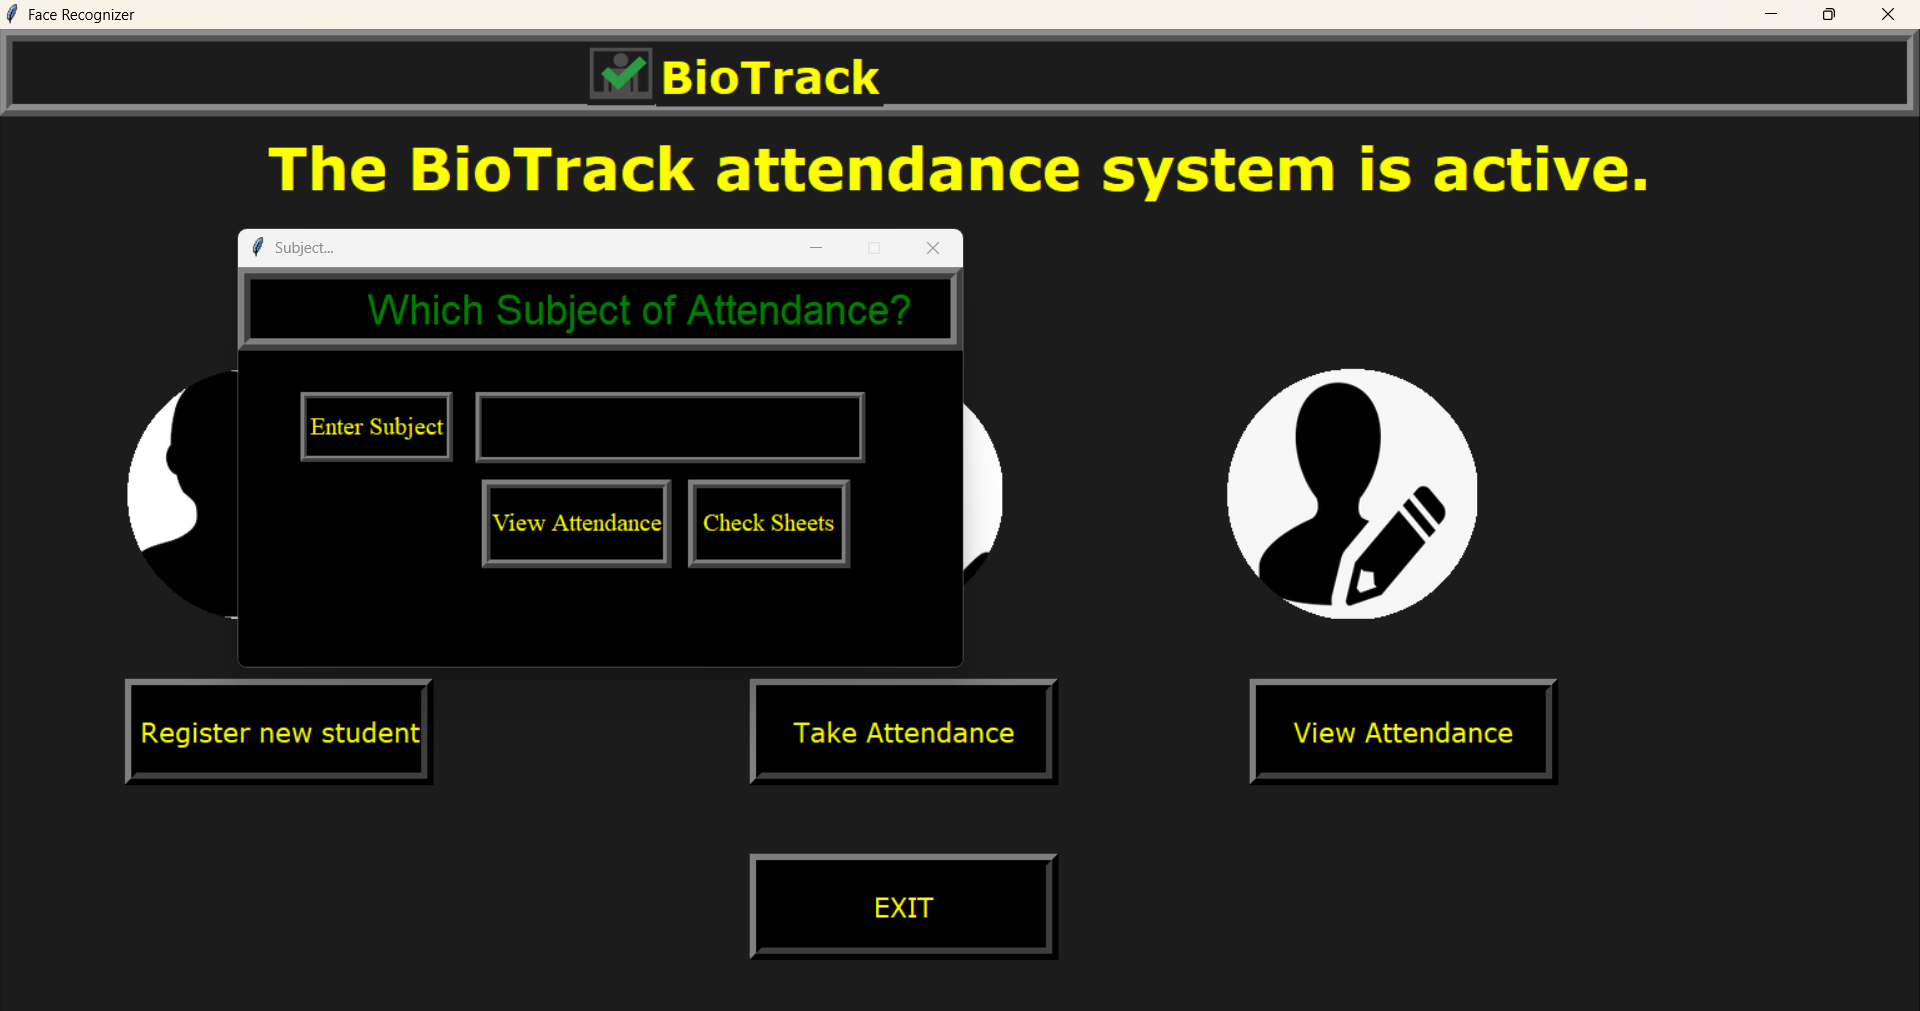 Face Recognizer
BioTrack
The BioTrack attendance system is active.
Subject...
Which Subject of Attendance?
Enter Subject
View Attendance
Check Sheets
Register new student
Take Attendance
View Attendance
EXIT